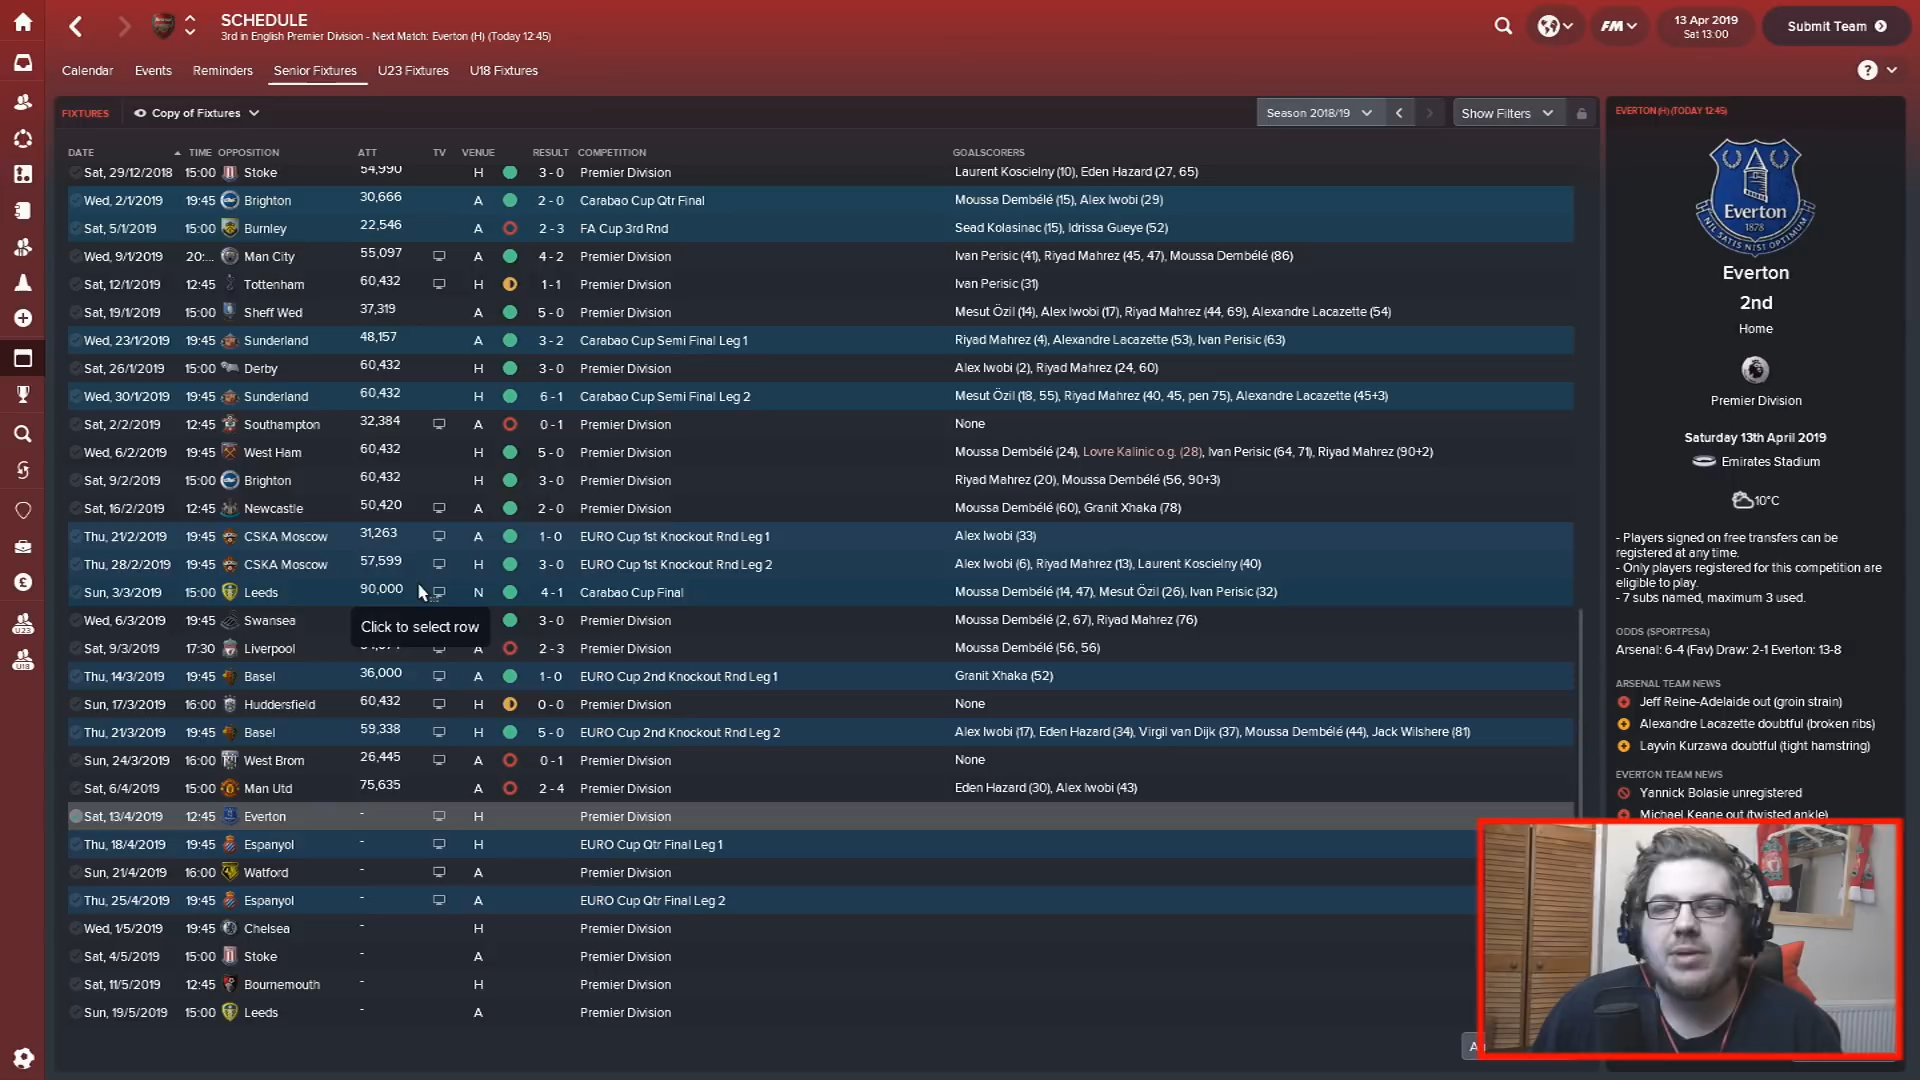 SCHEDULE
3rd in English Premier Division - Next Match: Everton (H) (Today 12:45)
FM
13 Apr 2019
Sat 13:00
Submit Team
Calendar Events Reminders Senior Fixtures U23 Fixtures U18 Fixtures
FIXTURES Copy of Fixtures Season 2018/19 Show Filters
DATE TIME OPPOSITION ATT TV VENUE RESULT COMPETITION GOALSCORERS
Sat, 29/12/2018 15:00 Stoke 54,990 H 3 - 0 Premier Division Laurent Koscielny (10), Eden Hazard (27, 65)
Wed, 2/1/2019 19:45 Brighton 30,666 A 2 - 0 Carabao Cup Qtr Final Moussa Dembélé (15), Alex Iwobi (29)
Sat, 5/1/2019 15:00 Burnley 22,546 A 2 - 3 FA Cup 3rd Rnd Sead Kolasinac (15), Idrissa Gueye (52)
Wed, 9/1/2019 20:... Man City 55,097 A 4 - 2 Premier Division Ivan Perisic (41), Riyad Mahrez (45, 47), Moussa Dembélé (86)
Sat, 12/1/2019 12:45 Tottenham 60,432 H 1 - 1 Premier Division Ivan Perisic (31)
Sat, 19/1/2019 15:00 Sheff Wed 37,319 A 5 - 0 Premier Division Mesut Özil (14), Alex Iwobi (17), Riyad Mahrez (44, 69), Alexandre Lacazette (54)
Wed, 23/1/2019 19:45 Sunderland 48,157 A 3 - 2 Carabao Cup Semi Final Leg 1 Riyad Mahrez (4), Alexandre Lacazette (53), Ivan Perisic (63)
Sat, 26/1/2019 15:00 Derby 60,432 H 3 - 0 Premier Division Alex Iwobi (2), Riyad Mahrez (24, 60)
Wed, 30/1/2019 19:45 Sunderland 60,432 H 6 - 1 Carabao Cup Semi Final Leg 2 Mesut Özil (18, 55), Riyad Mahrez (40, 45, pen 75), Alexandre Lacazette (45+3)
Sat, 2/2/2019 12:45 Southampton 32,384 A 0 - 1 Premier Division None
Wed, 6/2/2019 19:45 West Ham 60,432 H 5 - 0 Premier Division Moussa Dembélé (24), Lovre Kalinic o.g. (28), Ivan Perisic (64, 71), Riyad Mahrez (90+2)
Sat, 9/2/2019 15:00 Brighton 60,432 H 3 - 0 Premier Division Riyad Mahrez (20), Moussa Dembélé (56, 90+3)
Sat, 16/2/2019 12:45 Newcastle 50,420 A 2 - 0 Premier Division Moussa Dembélé (60), Granit Xhaka (78)
Thu, 21/2/2019 19:45 CSKA Moscow 31,263 A 1 - 0 EURO Cup 1st Knockout Rnd Leg 1 Alex Iwobi (33)
Thu, 28/2/2019 19:45 CSKA Moscow 57,599 H 3 - 0 EURO Cup 1st Knockout Rnd Leg 2 Alex Iwobi (6), Riyad Mahrez (13), Laurent Koscielny (40)
Sun, 3/3/2019 15:00 Leeds 90,000 N 4 - 1 Carabao Cup Final Moussa Dembélé (14, 47), Mesut Özil (26), Ivan Perisic (32)
Wed, 6/3/2019 19:45 Swansea 3 - 0 Premier Division Moussa Dembélé (2, 67), Riyad Mahrez (76)
Click to select row
Sat, 9/3/2019 17:30 Liverpool A 2 - 3 Premier Division Moussa Dembélé (56, 56)
Thu, 14/3/2019 19:45 Basel 36,000 A 1 - 0 EURO Cup 2nd Knockout Rnd Leg 1 Granit Xhaka (52)
Sun, 17/3/2019 16:00 Huddersfield 60,432 H 0 - 0 Premier Division None
Thu, 21/3/2019 19:45 Basel 59,338 H 5 - 0 EURO Cup 2nd Knockout Rnd Leg 2 Alex Iwobi (17), Eden Hazard (34), Virgil van Dijk (37), Moussa Dembélé (44), Jack Wilshere (81)
Sun, 24/3/2019 16:00 West Brom 26,445 A 0 - 1 Premier Division None
Sat, 6/4/2019 15:00 Man Utd 75,635 A 2 - 4 Premier Division Eden Hazard (30), Alex Iwobi (43)
Sat, 13/4/2019 12:45 Everton - H Premier Division
Thu, 18/4/2019 19:45 Espanyol - H EURO Cup Qtr Final Leg 1
Sun, 21/4/2019 16:00 Watford - A Premier Division
Thu, 25/4/2019 19:45 Espanyol - A EURO Cup Qtr Final Leg 2
Wed, 1/5/2019 19:45 Chelsea - H Premier Division
Sat, 4/5/2019 15:00 Stoke - A Premier Division
Sat, 11/5/2019 12:45 Bournemouth - H Premier Division
Sun, 19/5/2019 15:00 Leeds - A Premier Division
EVERTON (H) (TODAY 12:45)
Everton
1878
NIL SATIS NISI OPTIMUM
Everton
2nd
Home
Premier Division
Saturday 13th April 2019
Emirates Stadium
10°C
- Players signed on free transfers can be
registered at any time.
- Only players registered for this competition are
eligible to play.
- 7 subs named, maximum 3 used.
ODDS (SPORTPESA)
Arsenal: 6-4 (Fav) Draw: 2-1 Everton: 13-8
ARSENAL TEAM NEWS
Jeff Reine-Adelaide out (groin strain)
Alexandre Lacazette doubtful (broken ribs)
Layvin Kurzawa doubtful (tight hamstring)
EVERTON TEAM NEWS
Yannick Bolasie unregistered
Michael Keane out (twisted ankle)
U23
U18